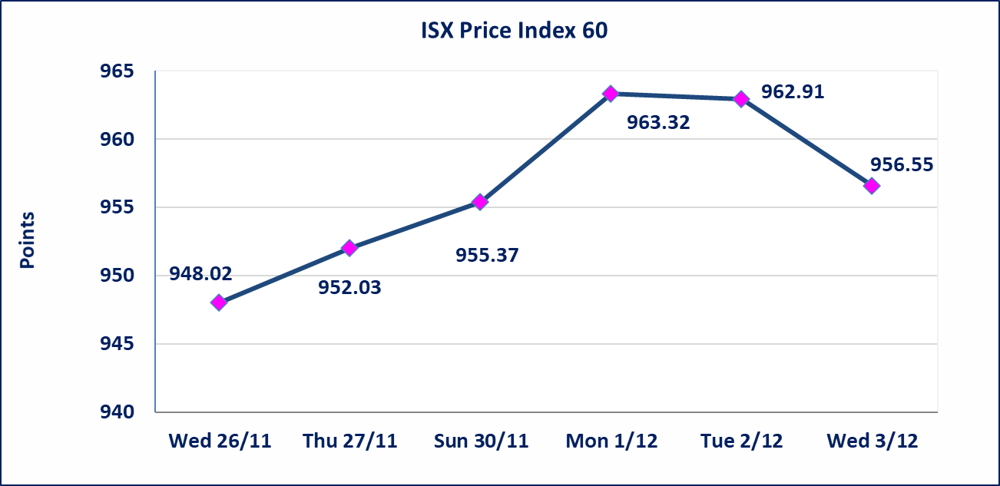 ISX Price Index 60
Points
965
960
955
950
945
940
948.02
952.03
955.37
963.32
962.91
956.55
Wed 26/11
Thu 27/11
Sun 30/11
Mon 1/12
Tue 2/12
Wed 3/12